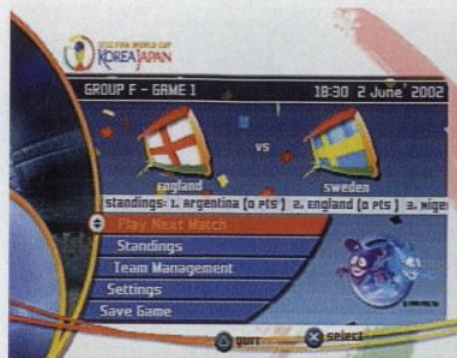 2002 FIFA WORLD CUP
KOREA JAPAN
GROUP F - GAME 1 18:30 2 June' 2002
vs
england sweden
standings: 1. Argentina (0 PTS) 2. England (0 PTS) 3. Niger
Play Next Match
Standings
Team Management
Settings
Save Game
quit select